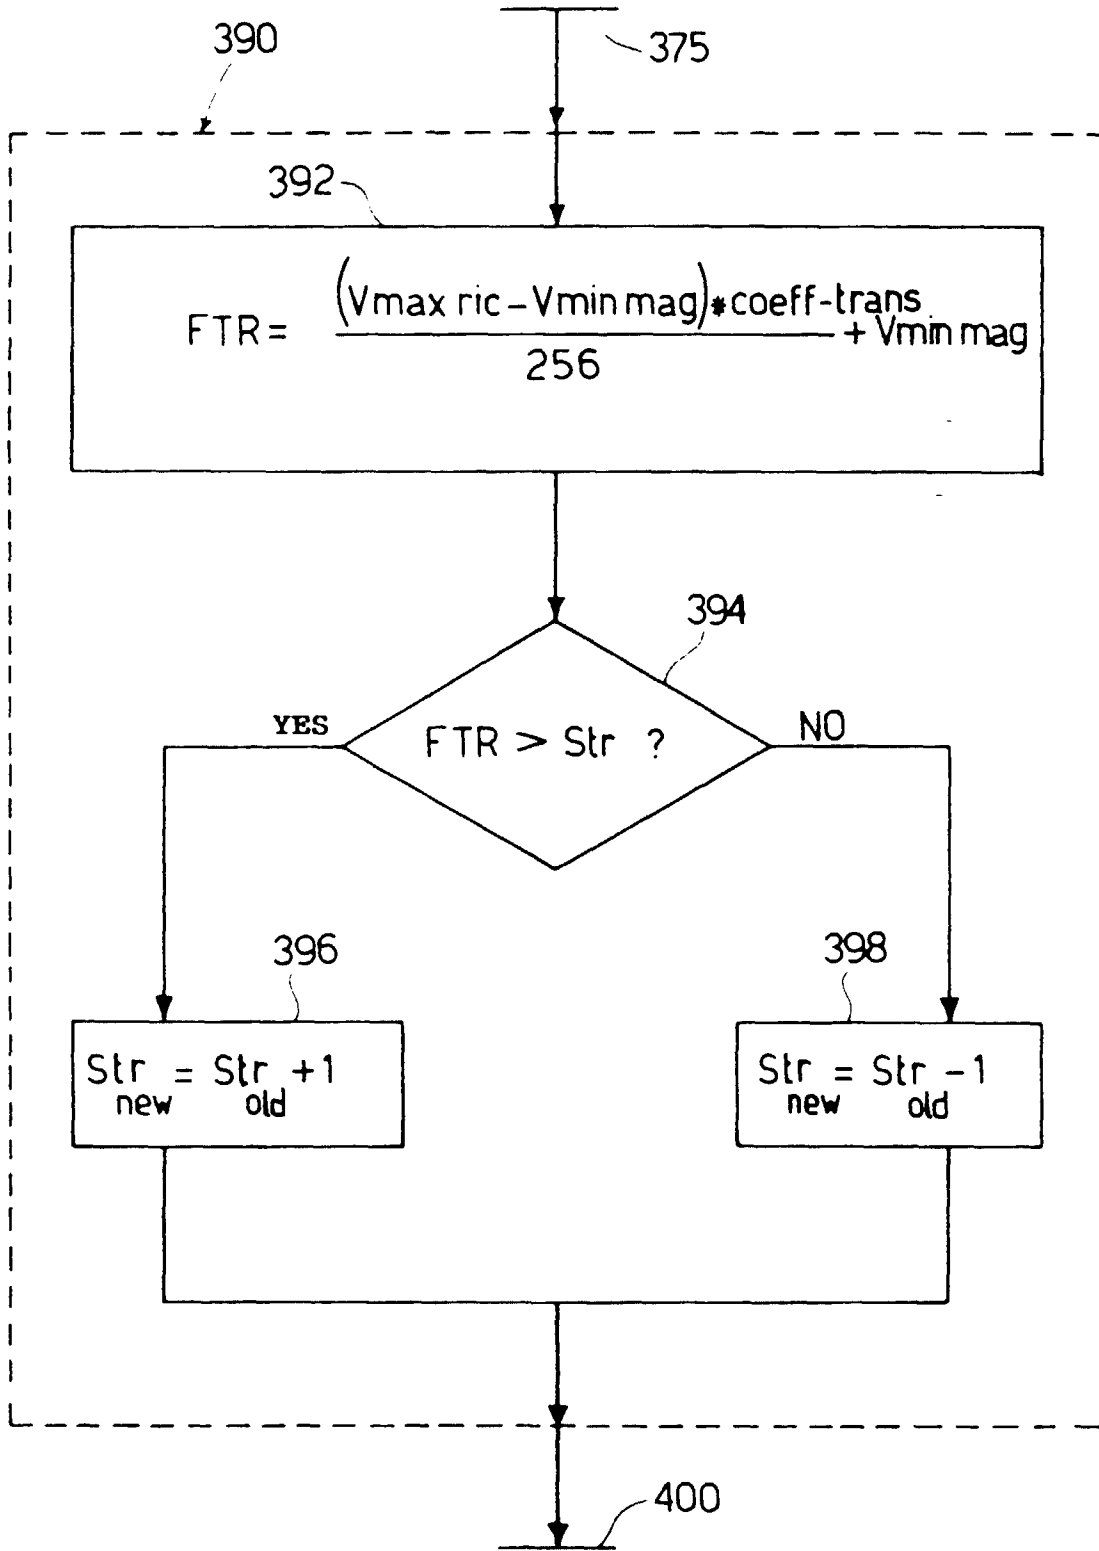 390
375
392
FTR = (Vmax ric - Vmin mag) * coeff-trans / 256 + Vmin mag
394
YES
FTR > Str ?
NO
396
398
Str new = Str old + 1
Str new = Str old - 1
400